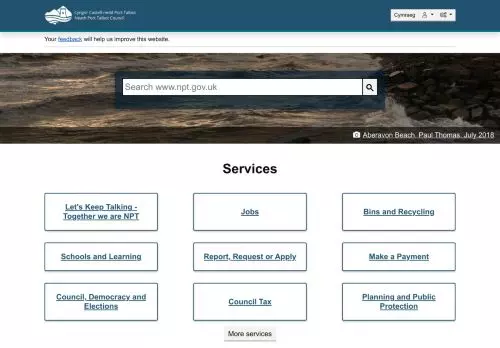 Cyngor Castell-nedd Port Talbot
Neath Port Talbot Council
Cymraeg
Your feedback will help us improve this website.
Search www.npt.gov.uk
Aberavon Beach, Paul Thomas, July 2018
Services
Let's Keep Talking -
Together we are NPT
Jobs
Bins and Recycling
Schools and Learning
Report, Request or Apply
Make a Payment
Council, Democracy and
Elections
Council Tax
Planning and Public
Protection
More services